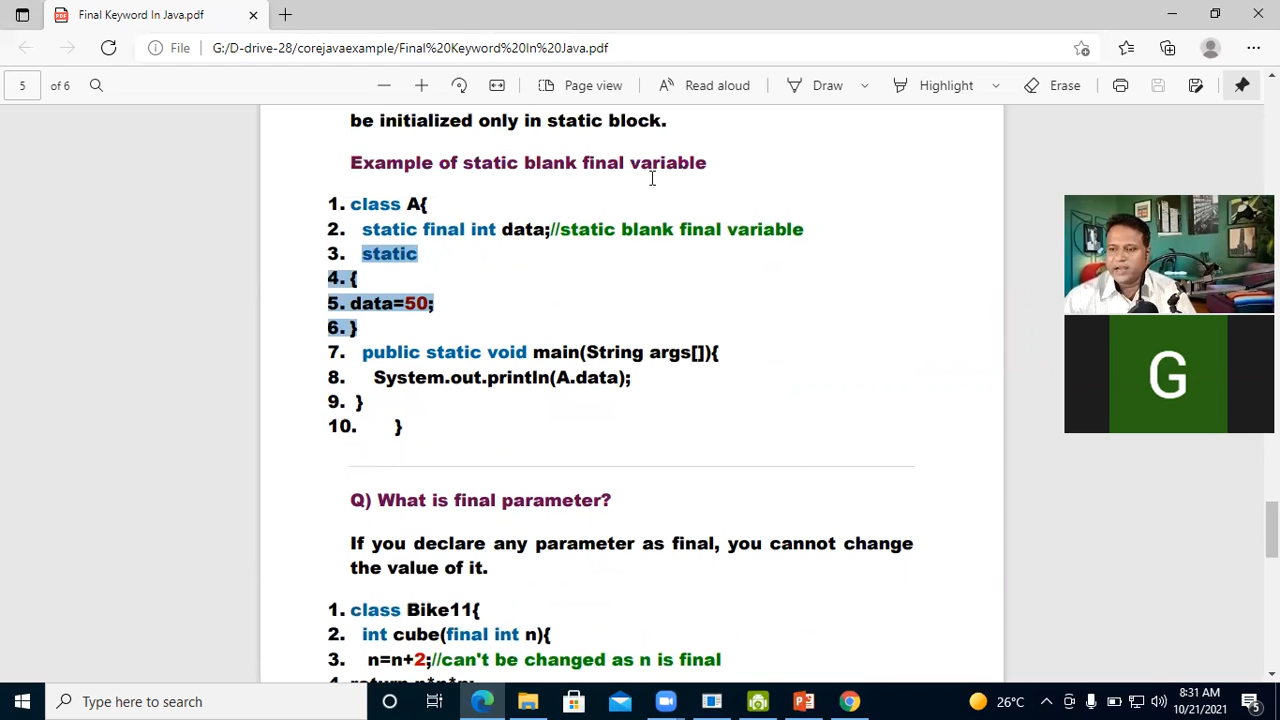 Final Keyword In Java.pdf
File G:/D-drive-28/corejavaexample/Final%20Keyword%20In%20Java.pdf
5 of 6 Page view Read aloud Draw Highlight Erase
be initialized only in static block.
Example of static blank final variable
1. class A{
2. static final int data;//static blank final variable
3. static
4. {
5. data=50;
6. }
7. public static void main(String args[]){
8. System.out.println(A.data);
9. }
10. }
G
Q) What is final parameter?
If you declare any parameter as final, you cannot change
the value of it.
1. class Bike11{
2. int cube(final int n){
3. n=n+2;//can't be changed as n is final
4. return n*n*n;
Type here to search
26°C
8:31 AM
10/21/2021
5